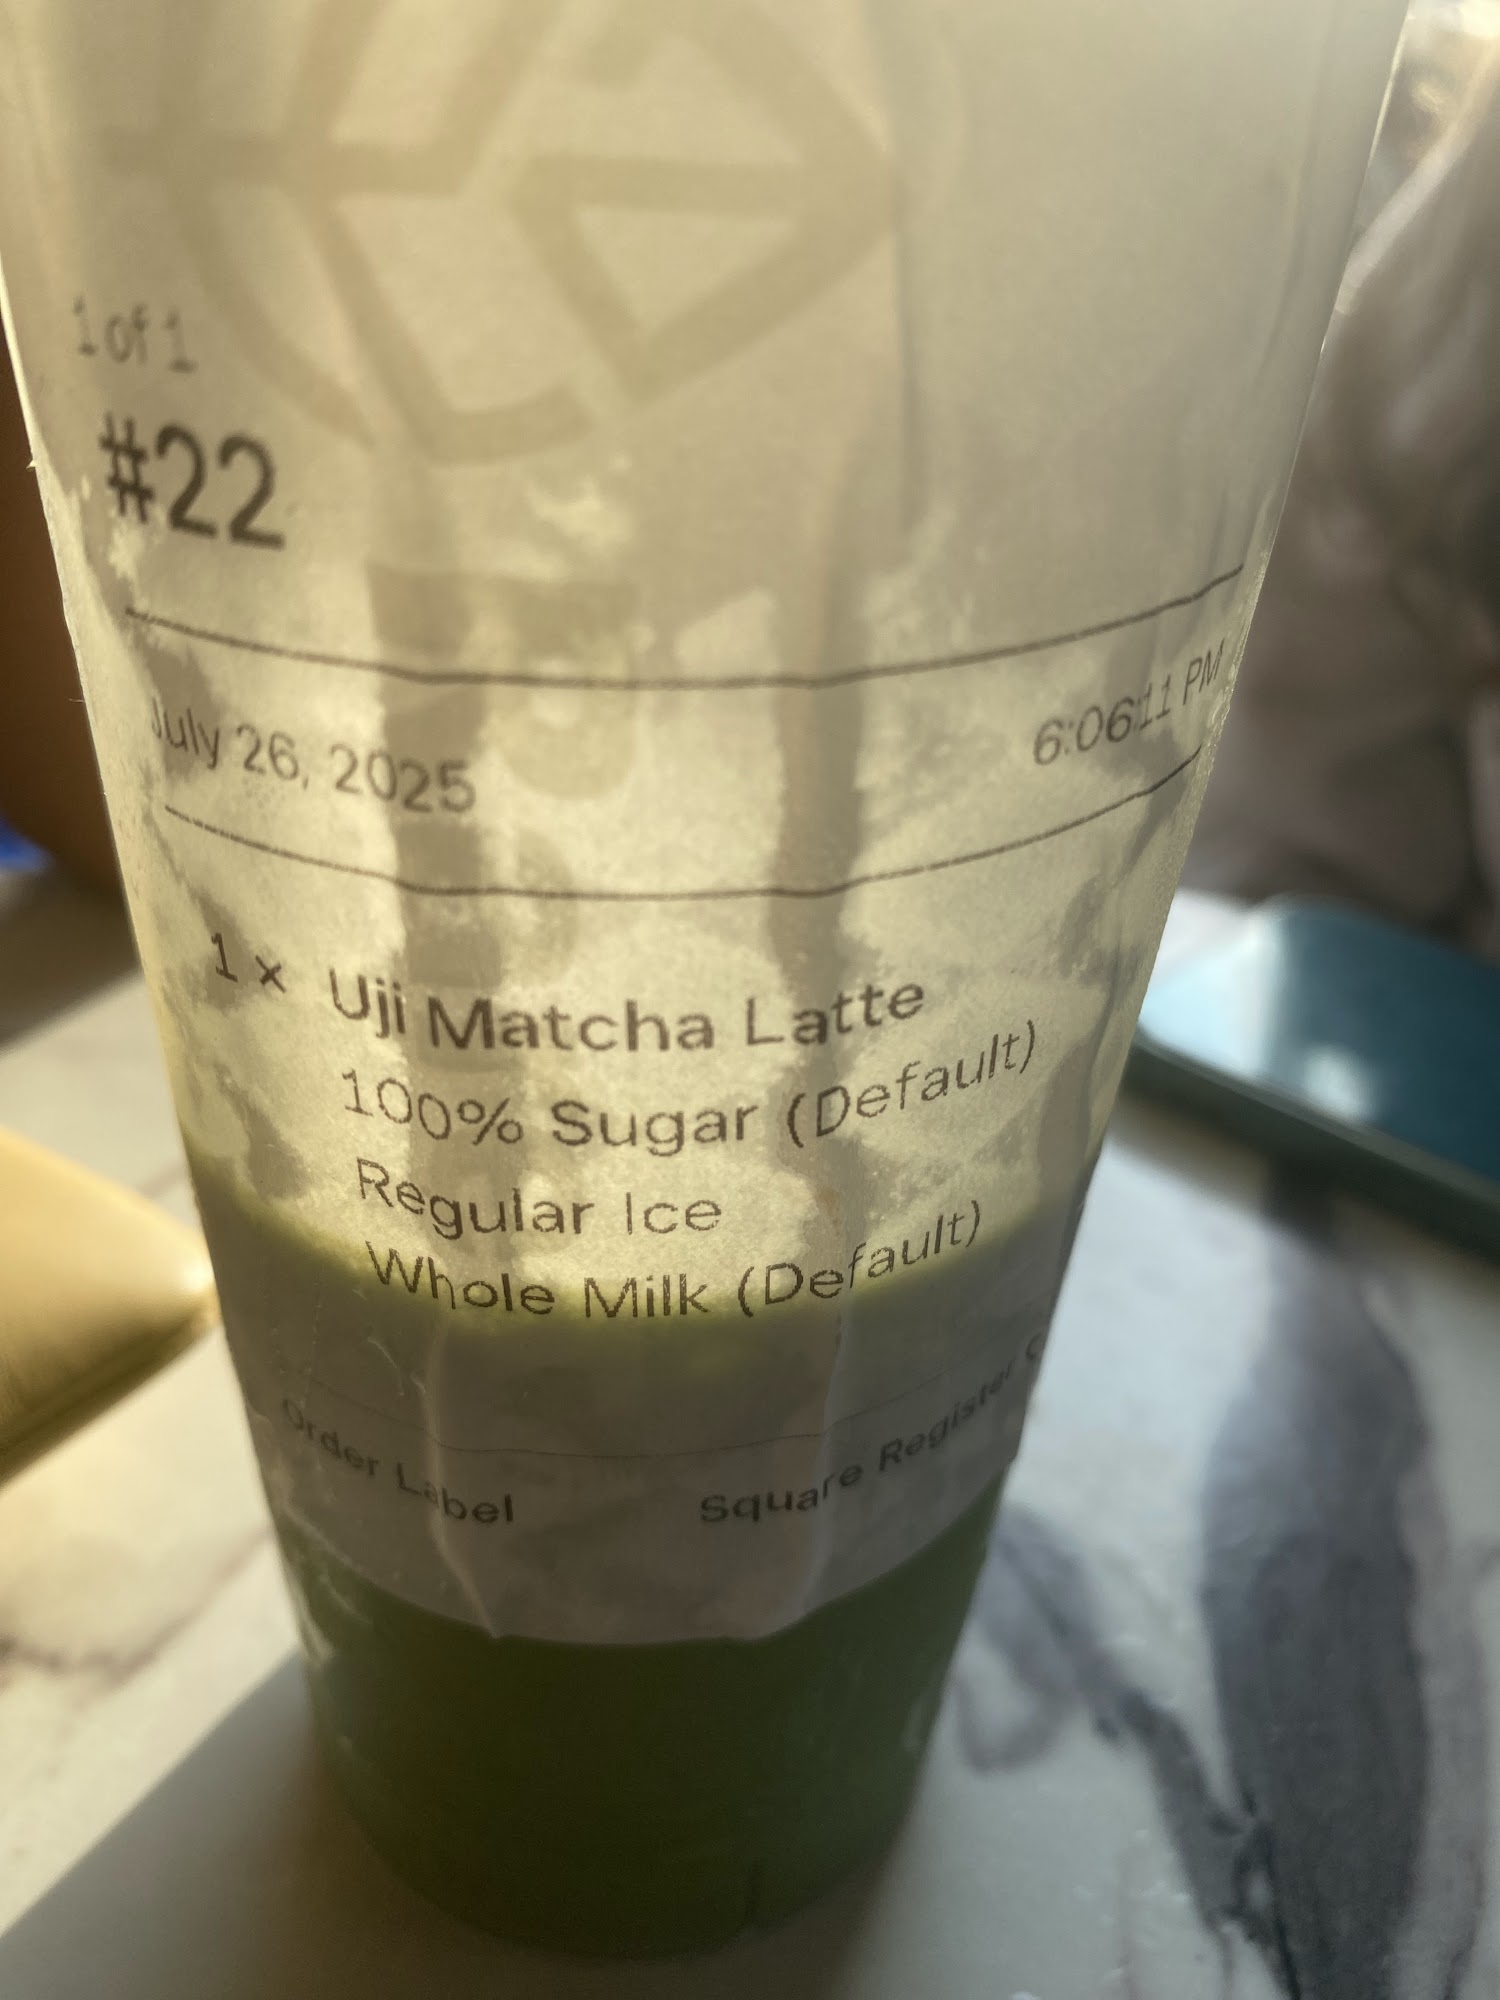 1 of 1
#22
July 26, 2025 6:06:11 PM
1 × Uji Matcha Latte
100% Sugar (Default)
Regular Ice
Whole Milk (Default)
Order Label Square Register